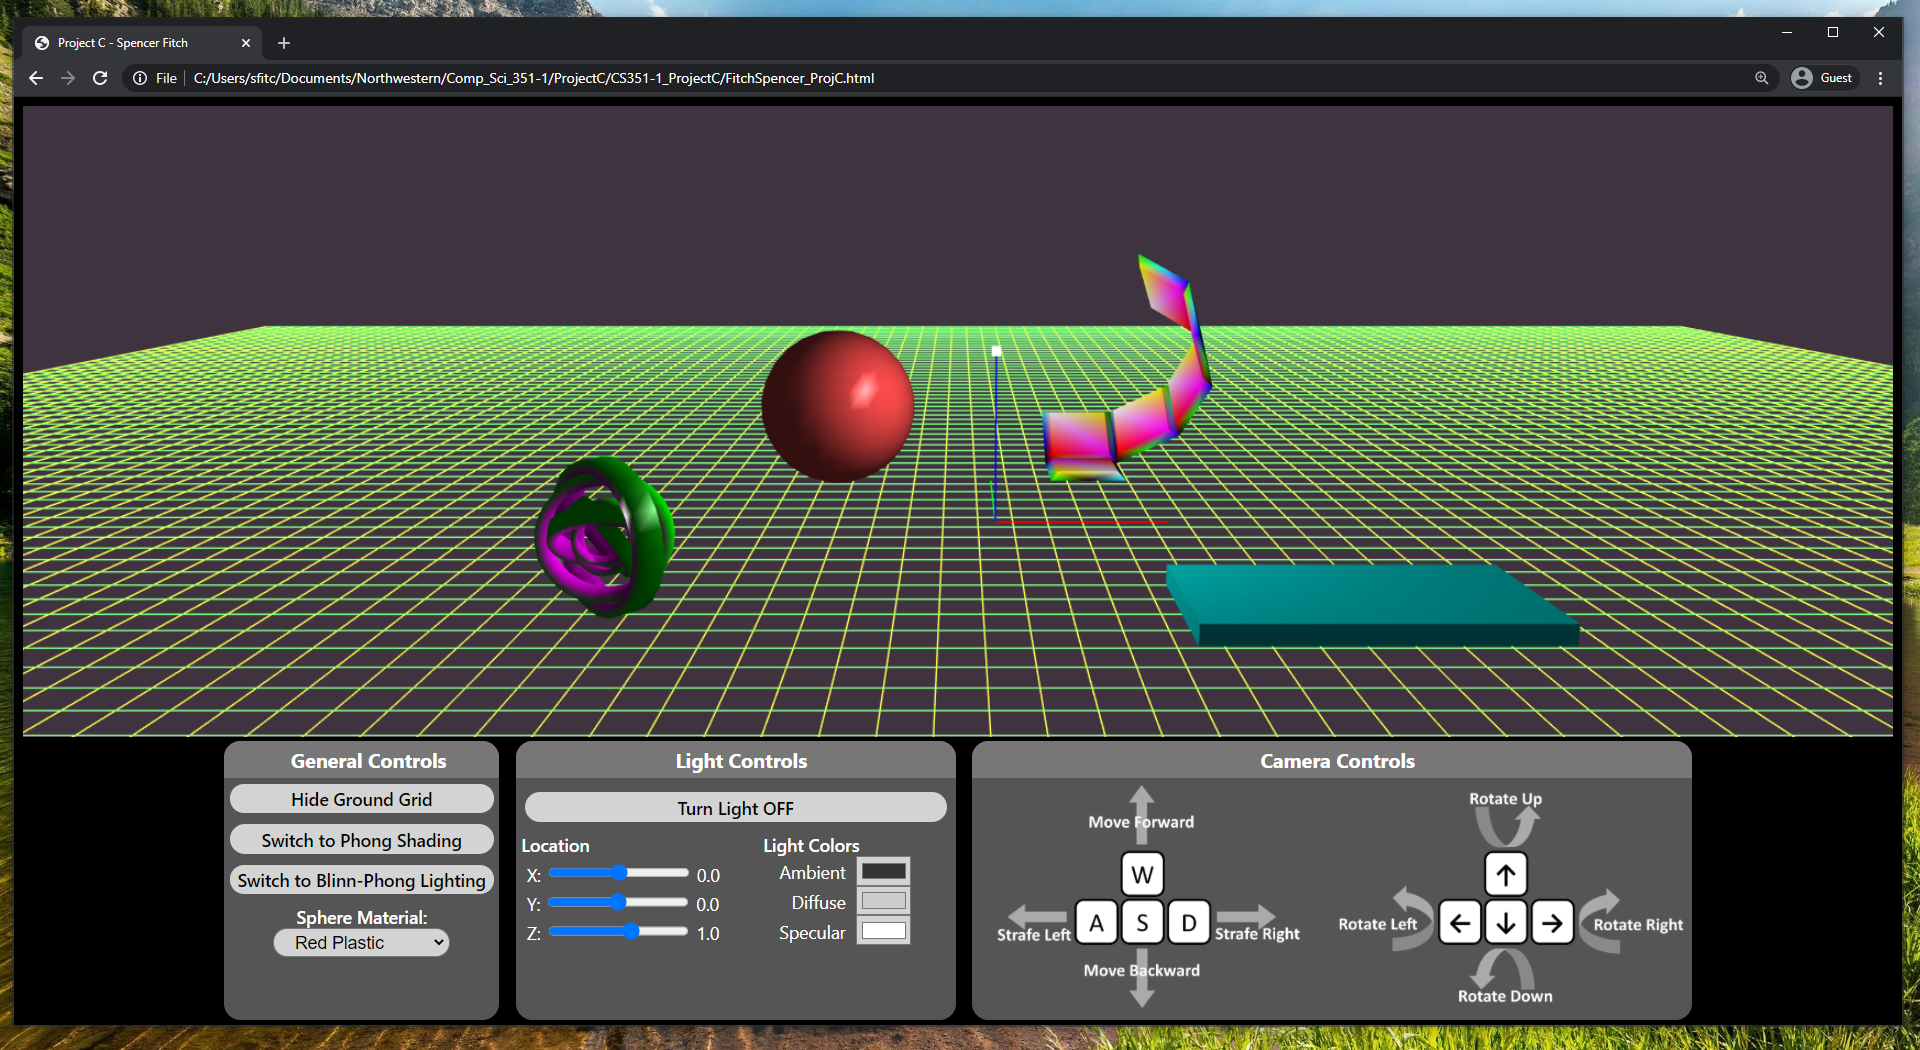 Project C - Spencer Fitch
File
C:/Users/sfitc/Documents/Northwestern/Comp_Sci_351-1/ProjectC/CS351-1_ProjectC/FitchSpencer_ProjC.html
Guest
General Controls
Hide Ground Grid
Switch to Phong Shading
Switch to Blinn-Phong Lighting
Sphere Material:
Red Plastic
Light Controls
Turn Light OFF
Location
X: 0.0
Y: 0.0
Z: 1.0
Light Colors
Ambient
Diffuse
Specular
Camera Controls
Move Forward
W
A S D
Strafe Left
Strafe Right
Move Backward
Rotate Up
Rotate Left
Rotate Right
Rotate Down